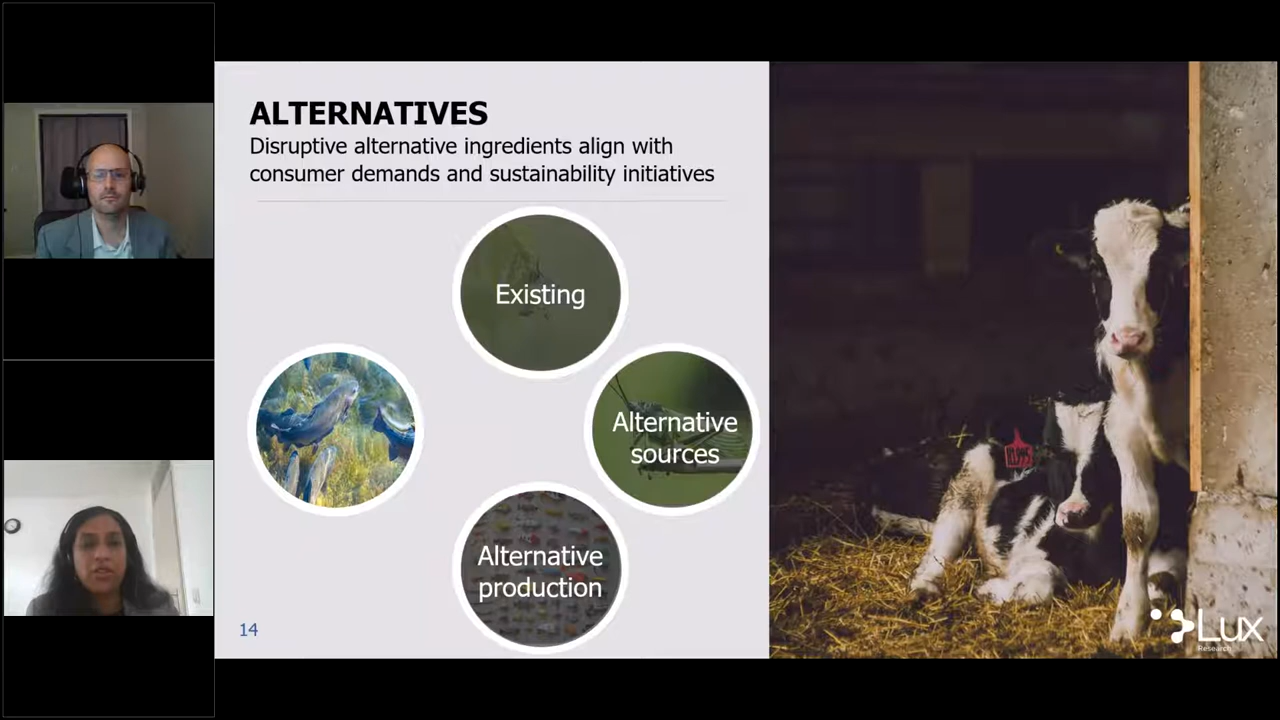 ALTERNATIVES
Disruptive alternative ingredients align with
consumer demands and sustainability initiatives
Existing
Alternative
sources
Alternative
production
14
Lux
Research